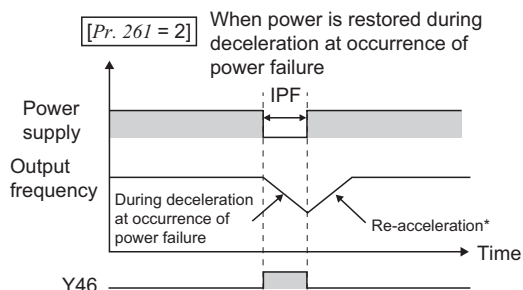 [Pr. 261 = 2]
When power is restored during
deceleration at occurrence of
power failure
IPF
Power
supply
Output
frequency
During deceleration
at occurrence of
power failure
Re-acceleration*
Time
Y46